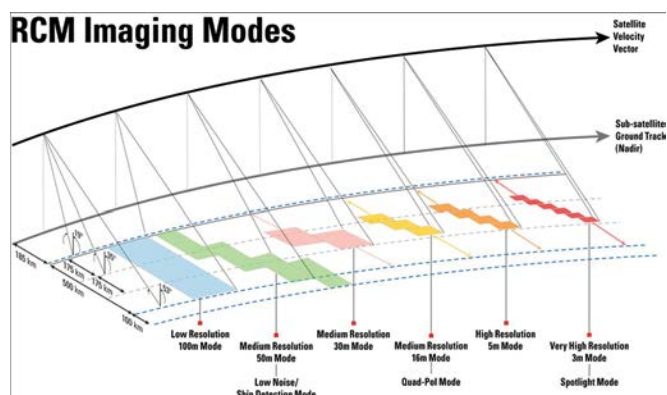 RCM Imaging Modes
Satellite
Velocity
Vector
Sub-satellite
Ground Track
(Nadir)
185 km
175 km
175 km
500 km
100 km
Low Resolution
100m Mode
Medium Resolution
50m Mode
Low Noise/
Ship Detection Mode
Medium Resolution
30m Mode
Medium Resolution
16m Mode
Quad-Pol Mode
High Resolution
5m Mode
Very High Resolution
3m Mode
Spotlight Mode